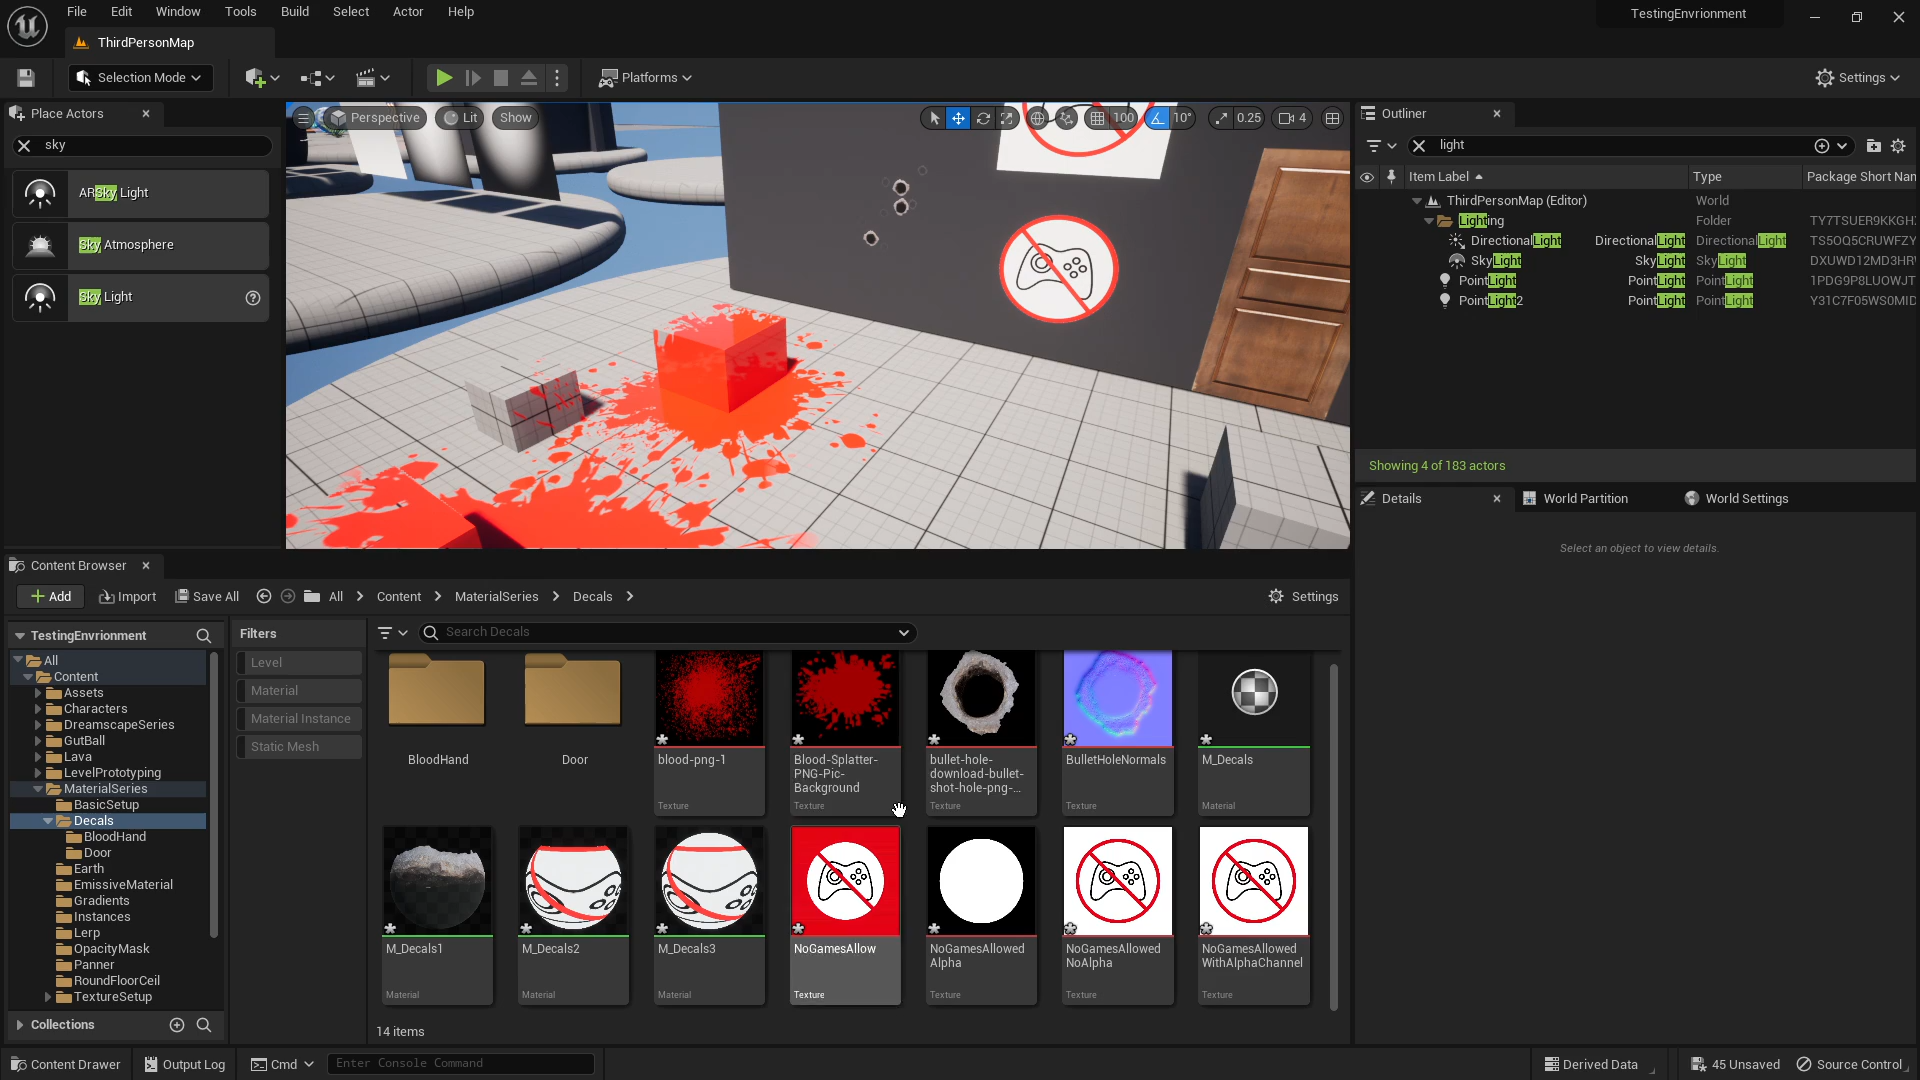 File Edit Window Tools Build Select Actor Help
TestingEnvrionment
ThirdPersonMap
Selection Mode
Platforms
Settings
Place Actors
sky
ARSky Light
Sky Atmosphere
Sky Light
Perspective
Lit
Show
100
10°
0.25
4
Outliner
light
Item Label Type Package Short Nan
ThirdPersonMap (Editor) World
Lighting Folder TY7TSUER9KKGH
DirectionalLight DirectionalLight DirectionalLight TS5OQ5CRUWFZY
SkyLight SkyLight SkyLight DXUWD12MD3HR
PointLight PointLight PointLight 1PDG9P8LUOWJT
PointLight2 PointLight PointLight Y31C7F05WS0MID
Showing 4 of 183 actors
Details
World Partition
World Settings
Select an object to view details.
Content Browser
Add
Import
Save All
All
Content
MaterialSeries
Decals
Settings
TestingEnvrionment
All
Content
Assets
Characters
DreamscapeSeries
GutBall
Lava
LevelPrototyping
MaterialSeries
BasicSetup
Decals
BloodHand
Door
Earth
EmissiveMaterial
Gradients
Instances
Lerp
OpacityMask
Panner
RoundFloorCeil
TextureSetup
Collections
Filters
Level
Material
Material Instance
Static Mesh
Search Decals
BloodHand
Door
blood-png-1
Texture
Blood-Splatter-
PNG-Pic-
Background
Texture
bullet-hole-
download-bullet-
shot-hole-png-...
Texture
BulletHoleNormals
Texture
M_Decals
Material
M_Decals1
Material
M_Decals2
Material
M_Decals3
Material
NoGamesAllow
Texture
NoGamesAllowed
Alpha
Texture
NoGamesAllowed
NoAlpha
Texture
NoGamesAllowed
WithAlphaChannel
Texture
14 items
Content Drawer
Output Log
Cmd
Enter Console Command
Derived Data
45 Unsaved
Source Control